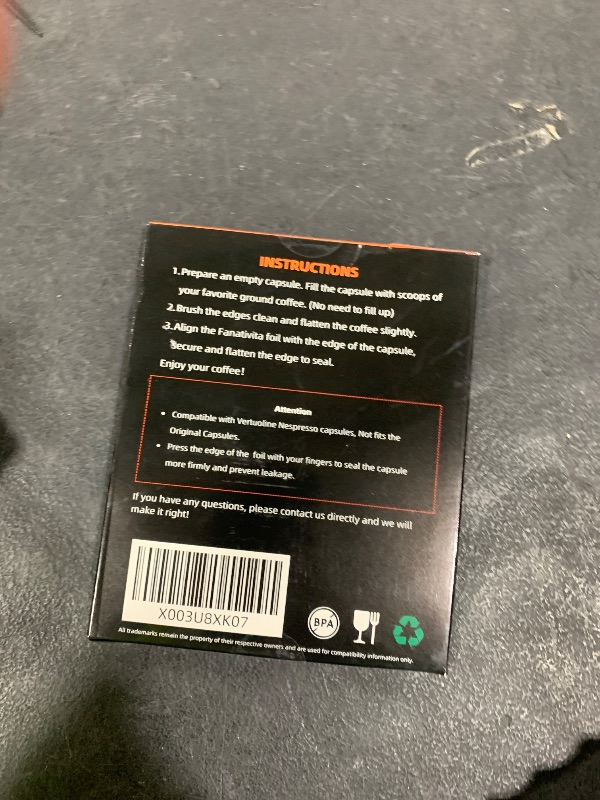 INSTRUCTIONS
1.Prepare an empty capsule. Fill the capsule with scoops of
your favorite ground coffee. (No need to fill up)
2.Brush the edges clean and flatten the coffee slightly.
3.Align the Fanativita foil with the edge of the capsule,
Secure and flatten the edge to seal.
Enjoy your coffee!
Attention
• Compatible with Vertuoline Nespresso capsules, Not fits the
Original Capsules.
• Press the edge of the foil with your fingers to seal the capsule
more firmly and prevent leakage.
If you have any questions, please contact us directly and we will
make it right!
X003U8XK07
BPA
All trademarks remain the property of their respective owners and are used for compatibility information only.